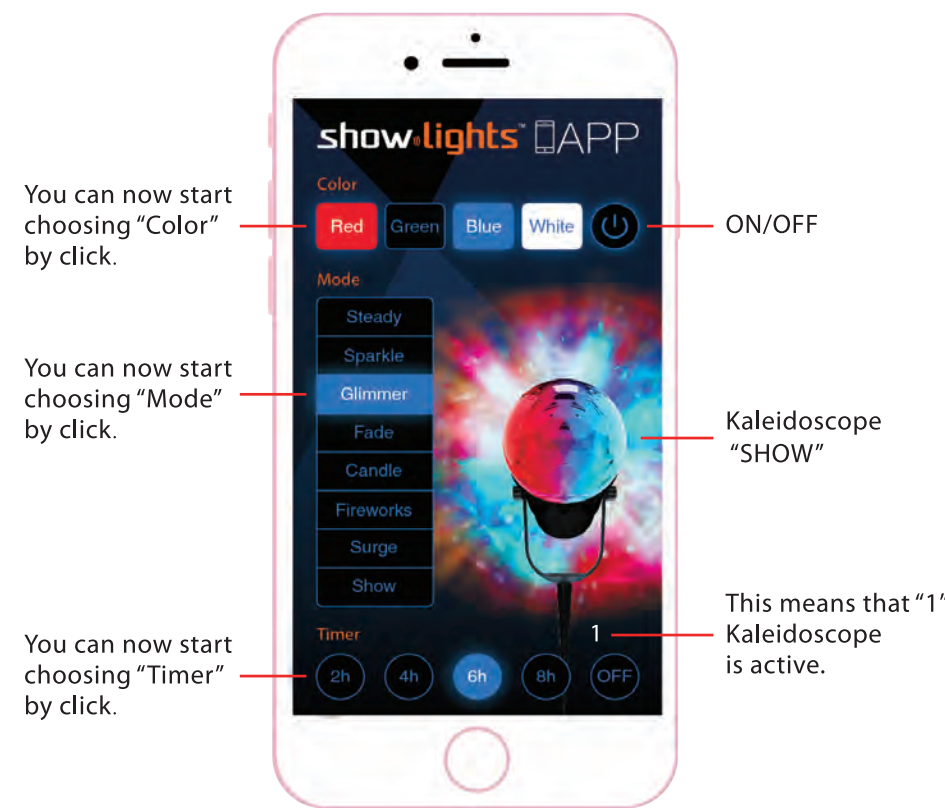 show lights™ APP
Color
Red Green Blue White
Mode
Steady
Sparkle
Glimmer
Fade
Candle
Fireworks
Surge
Show
Timer
1
2h 4h 6h 8h OFF
You can now start
choosing “Color”
by click.
You can now start
choosing “Mode”
by click.
You can now start
choosing “Timer”
by click.
ON/OFF
Kaleidoscope
“SHOW”
This means that “1”
Kaleidoscope
is active.